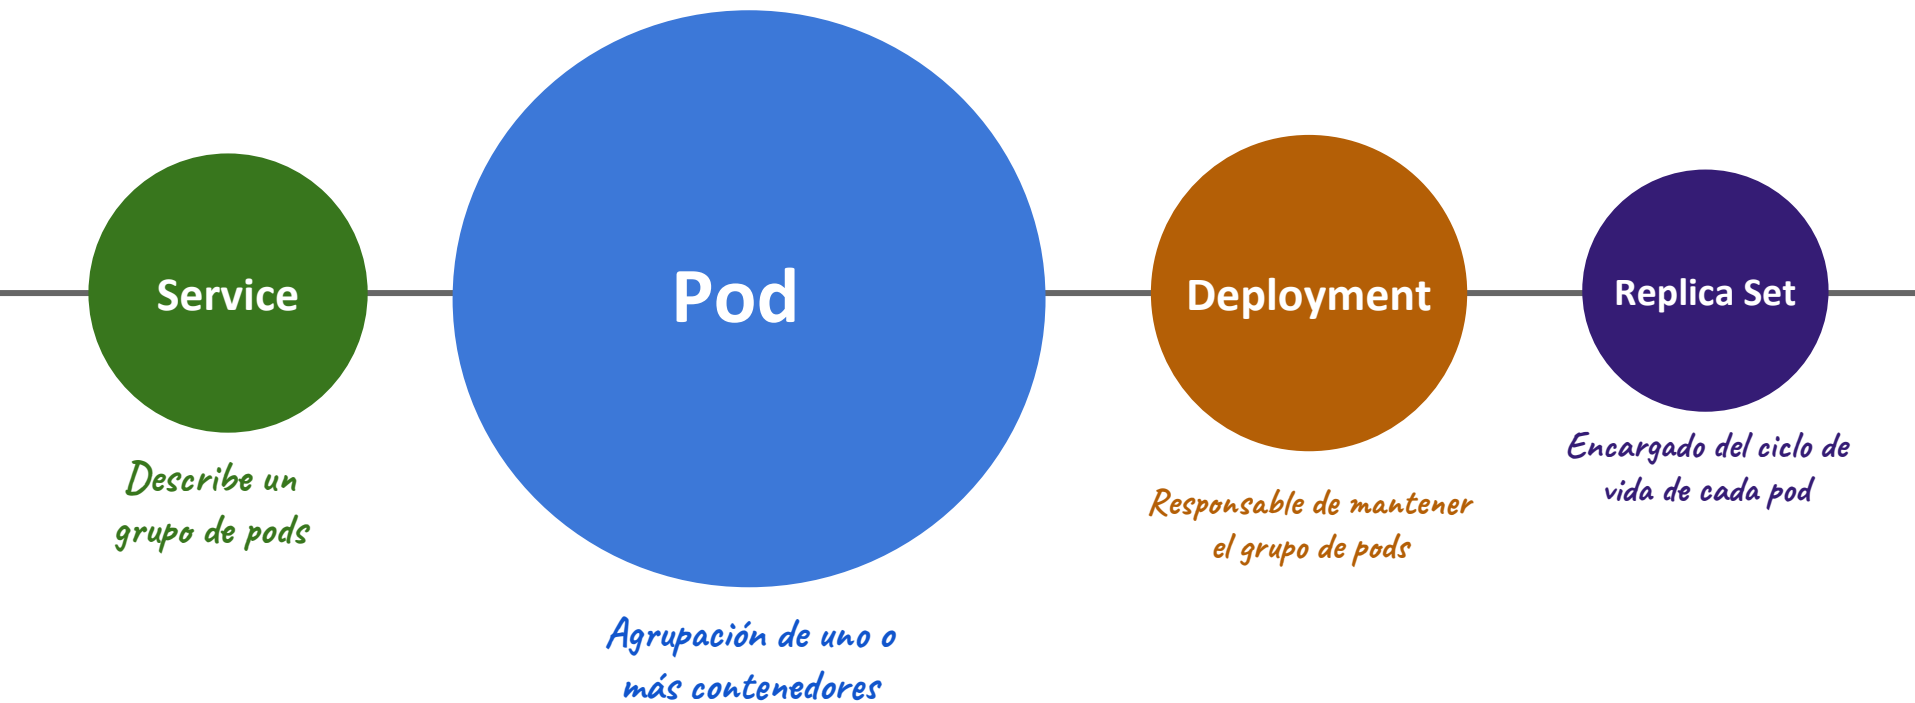 Service
Describe un
grupo de pods
Pod
Agrupación de uno o
más contenedores
Deployment
Responsable de mantener
el grupo de pods
Replica Set
Encargado del ciclo de
vida de cada pod